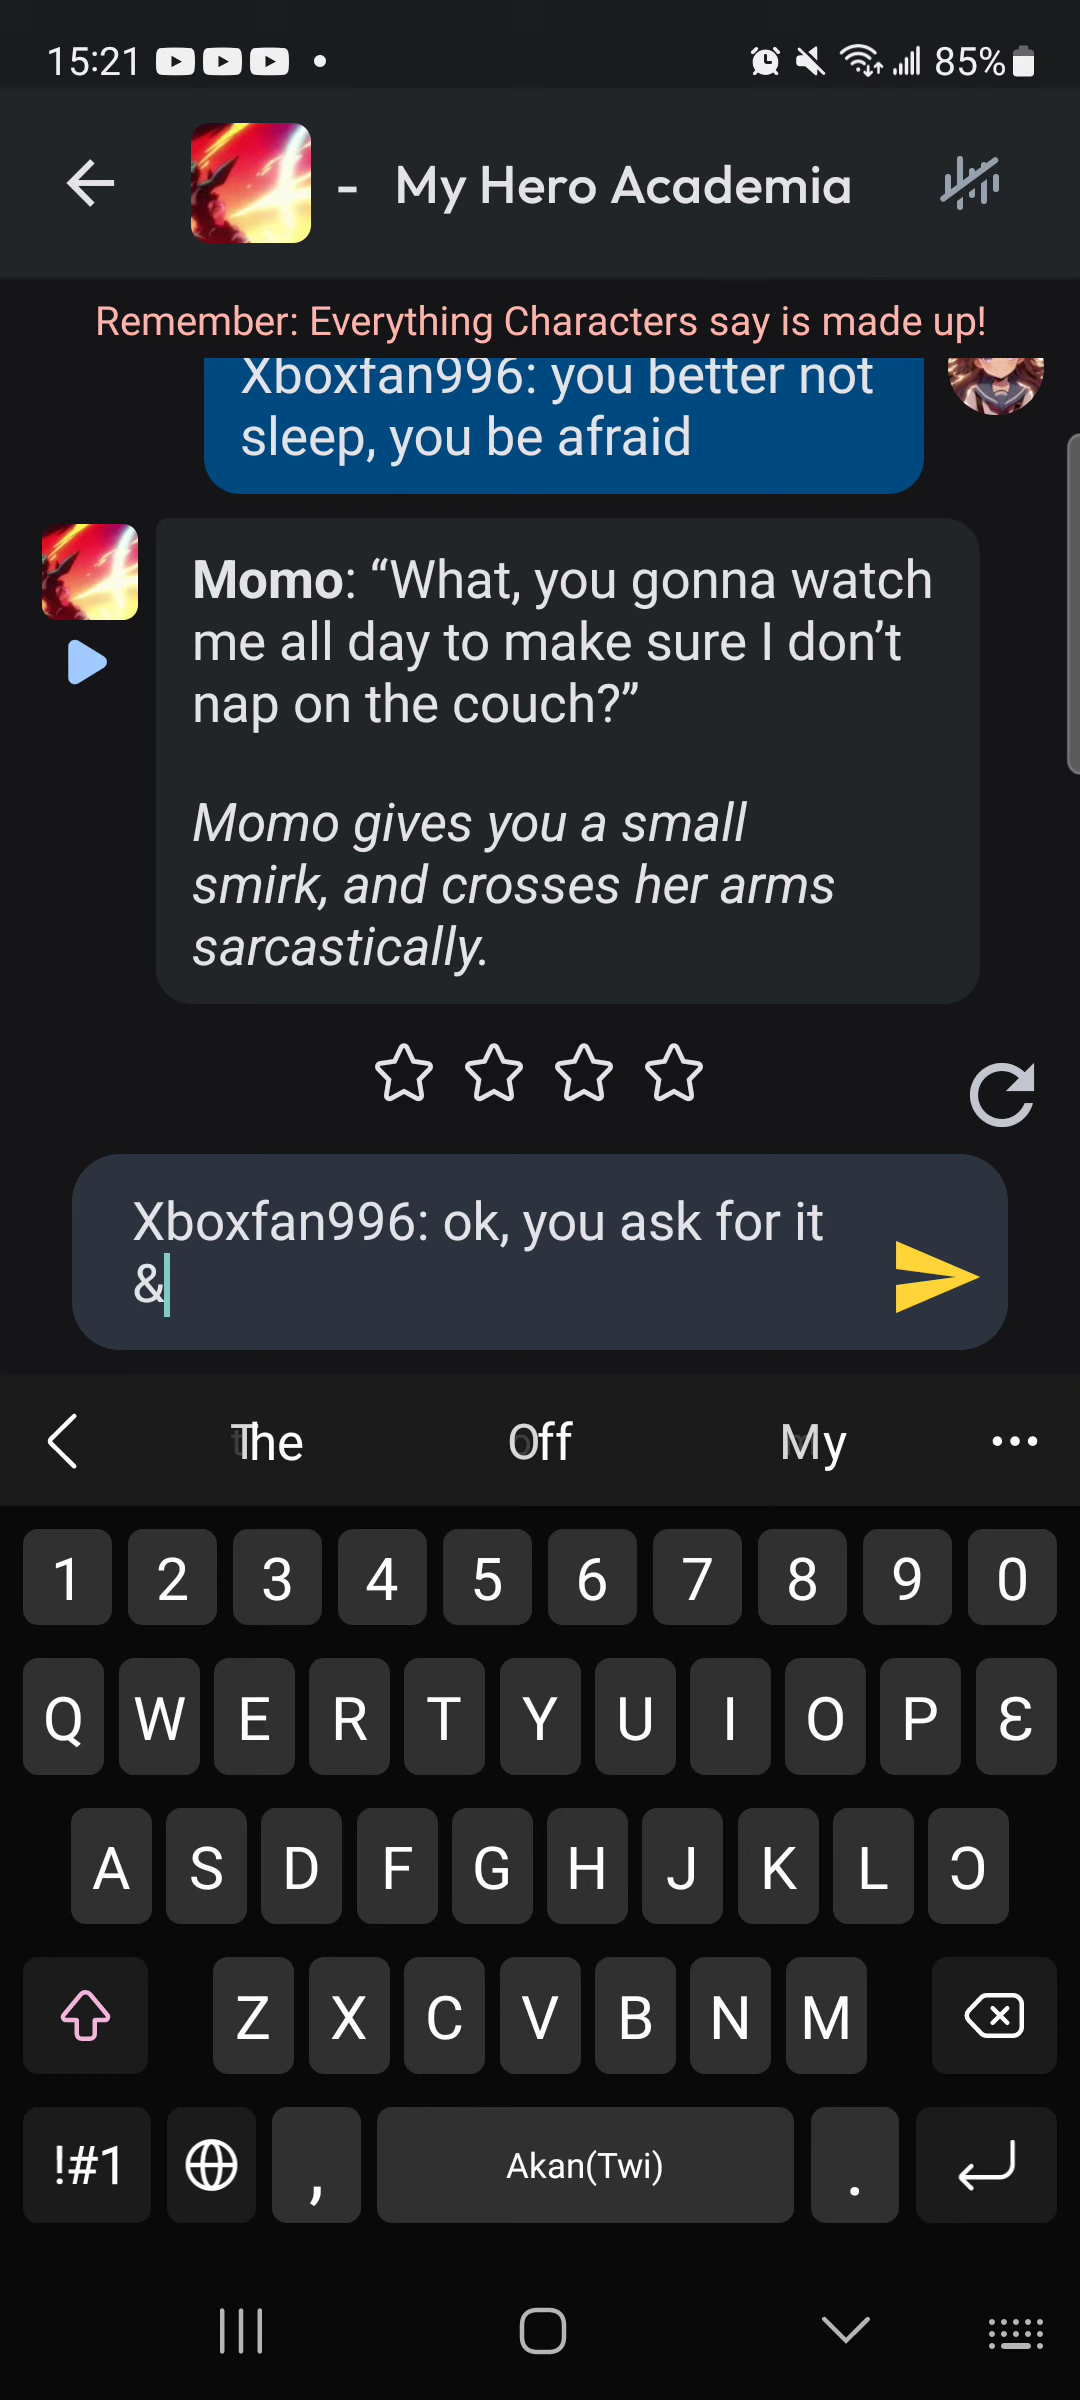 15:21 85%
- My Hero Academia
Remember: Everything Characters say is made up!
Xboxfan996: you better not
sleep, you be afraid
Momo: “What, you gonna watch
me all day to make sure I don’t
nap on the couch?”
Momo gives you a small
smirk, and crosses her arms
sarcastically.
Xboxfan996: ok, you ask for it
&
The Off My ...
1 2 3 4 5 6 7 8 9 0
Q W E R T Y U I O P Ɛ
A S D F G H J K L Ɔ
Z X C V B N M
!#1 , Akan(Twi) .